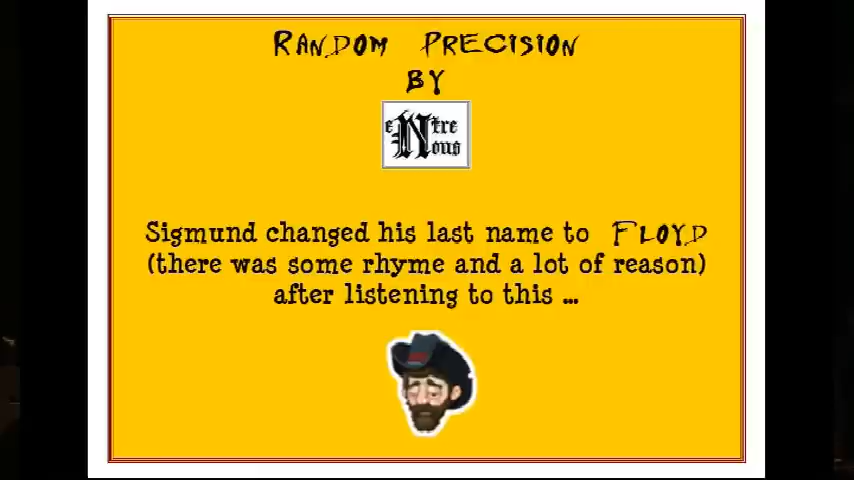 RANDOM PRECISION
BY
eNtre
Nous
Sigmund changed his last name to FLOYD
(there was some rhyme and a lot of reason)
after listening to this ...